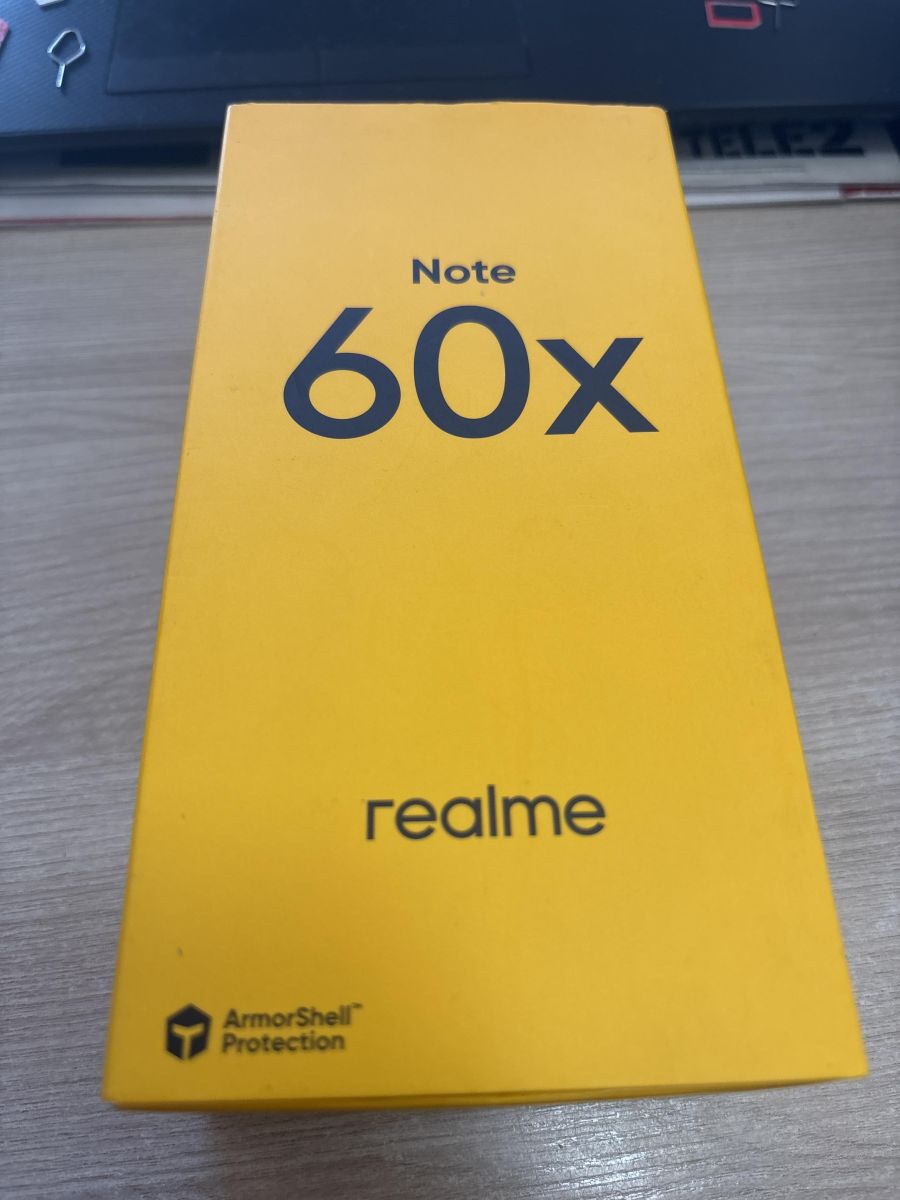 TELE2
Note
60x
realme
ArmorShell™
Protection